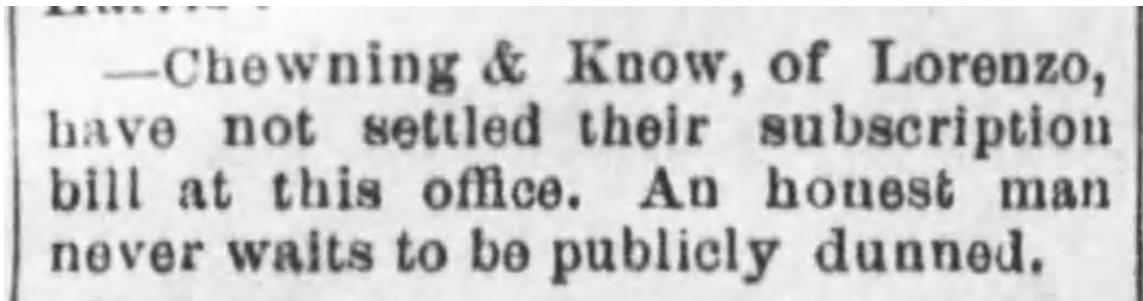 —Chewning & Know, of Lorenzo,
have not settled their subscription
bill at this office. An honest man
never waits to be publicly dunned.